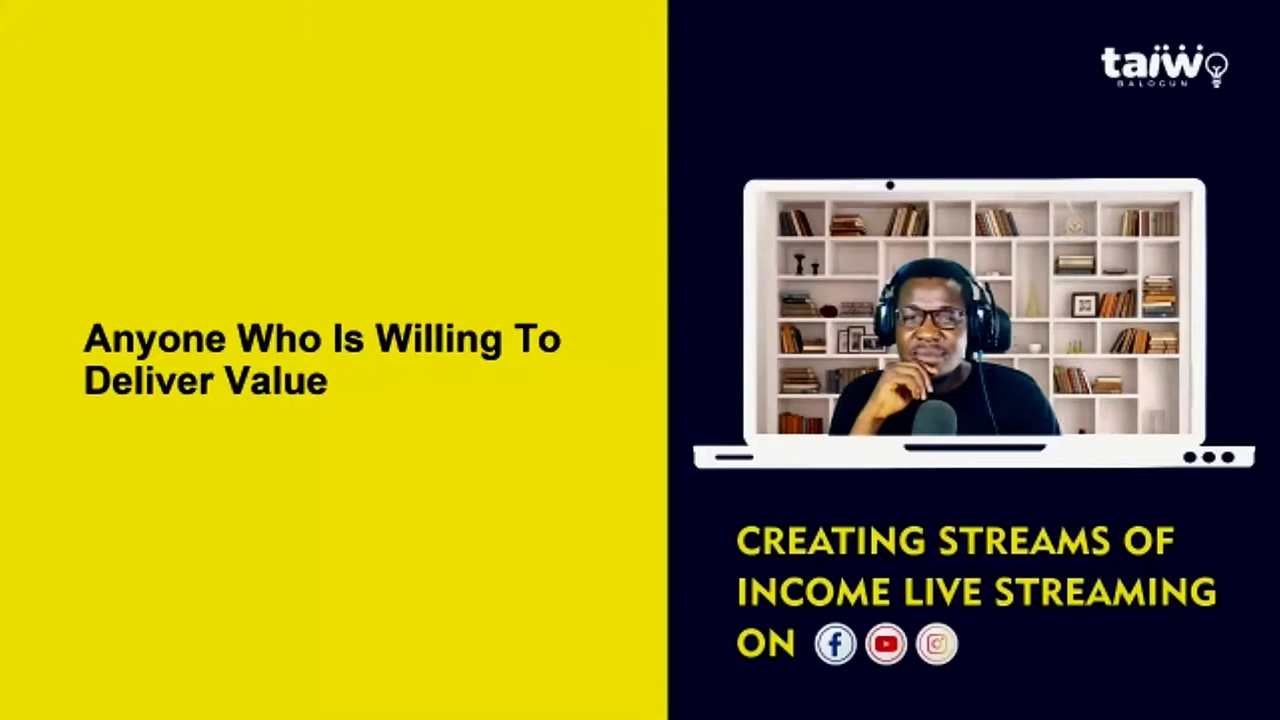 Anyone Who Is Willing To
Deliver Value
taiwo
BALOGUN
CREATING STREAMS OF
INCOME LIVE STREAMING
ON